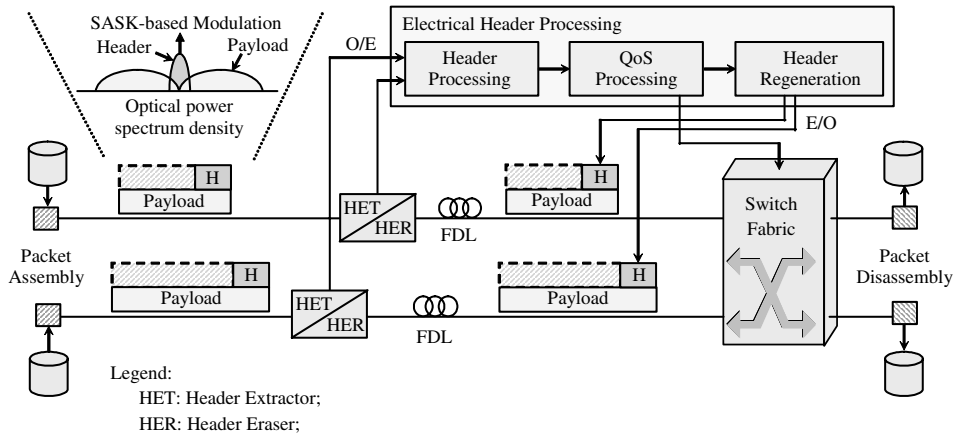 SASK-based Modulation
Header
Payload
Optical power
spectrum density
Electrical Header Processing
O/E
Header
Processing
QoS
Processing
Header
Regeneration
E/O
H
Payload
HET
HER
FDL
H
Payload
Switch
Fabric
Packet
Assembly
Packet
Disassembly
H
Payload
HET
HER
FDL
H
Payload
Legend:
HET: Header Extractor;
HER: Header Eraser;